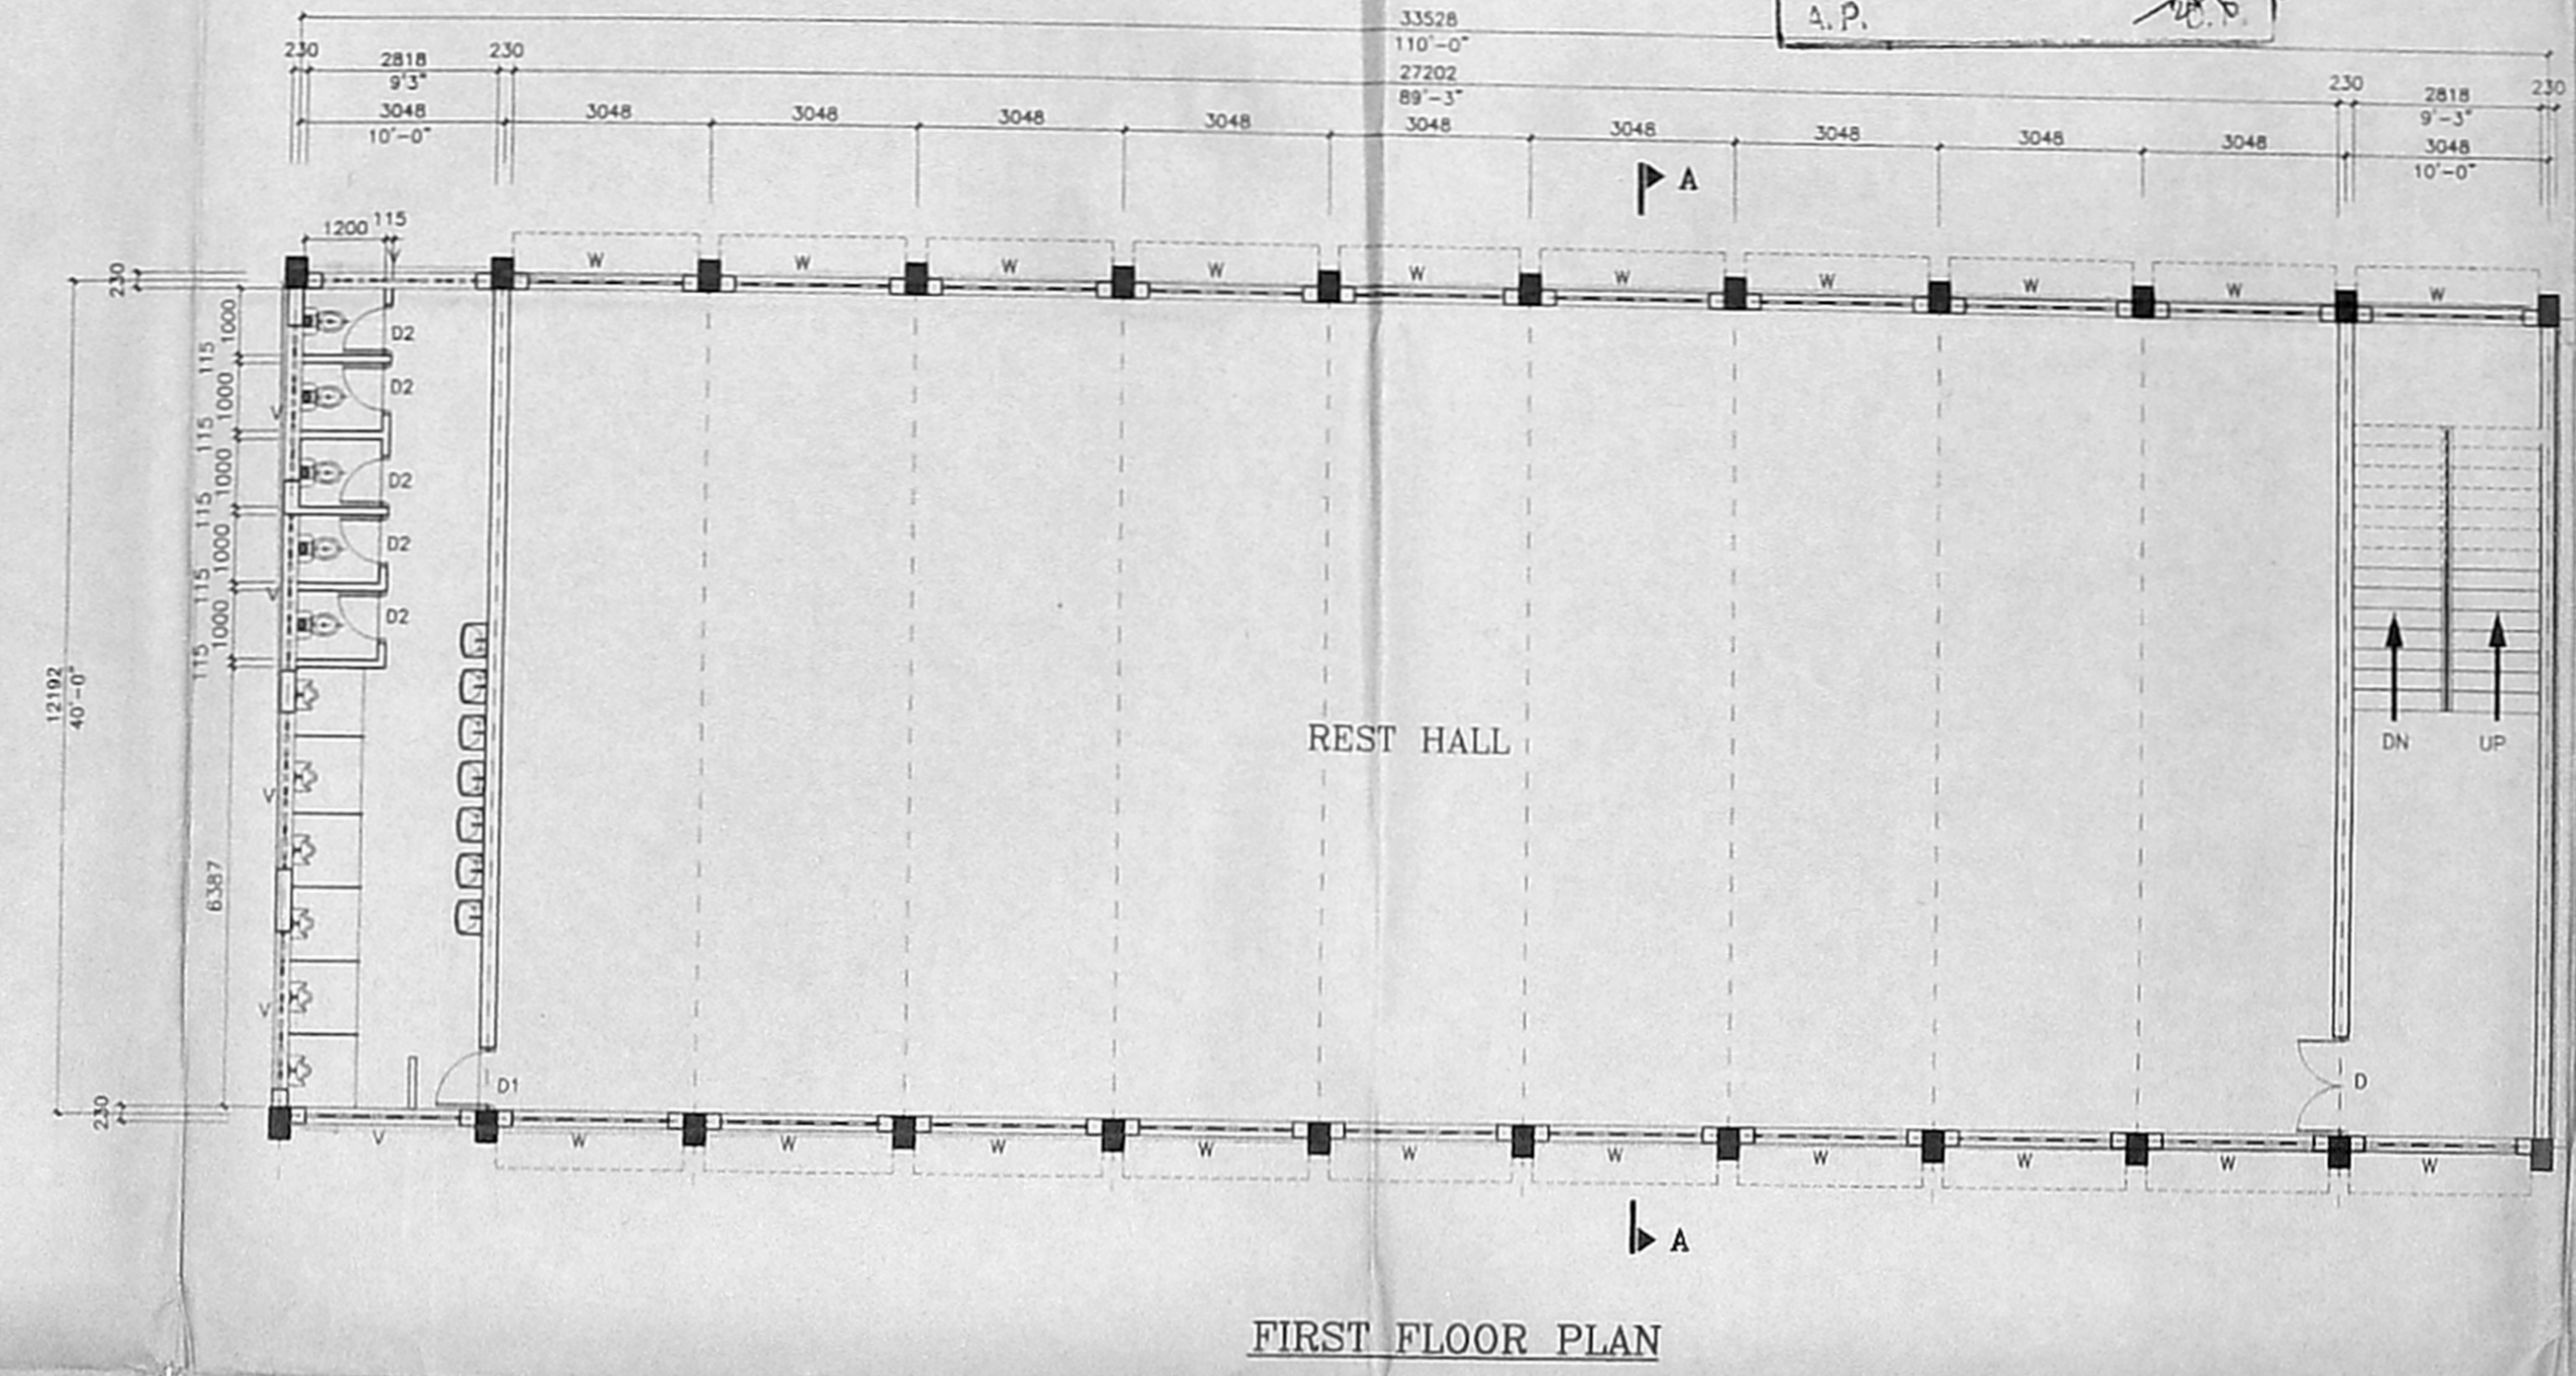 A.P.
33528
110'-0"
230
2818
9'3"
230
27202
89'-3"
230
2818
9'-3"
230
3048
10'-0"
3048
3048
3048
3048
3048
3048
3048
3048
3048
3048
10'-0"
A
1200
115
V
W
W
W
W
W
W
W
W
W
W
230
1000
D2
115
1000
D2
V
115
1000
D2
115
1000
D2
115
V
1000
D2
115
12192
40'-0"
REST HALL
DN
UP
V
6387
V
D1
D
230
V
W
W
W
W
W
W
W
W
W
W
A
FIRST FLOOR PLAN